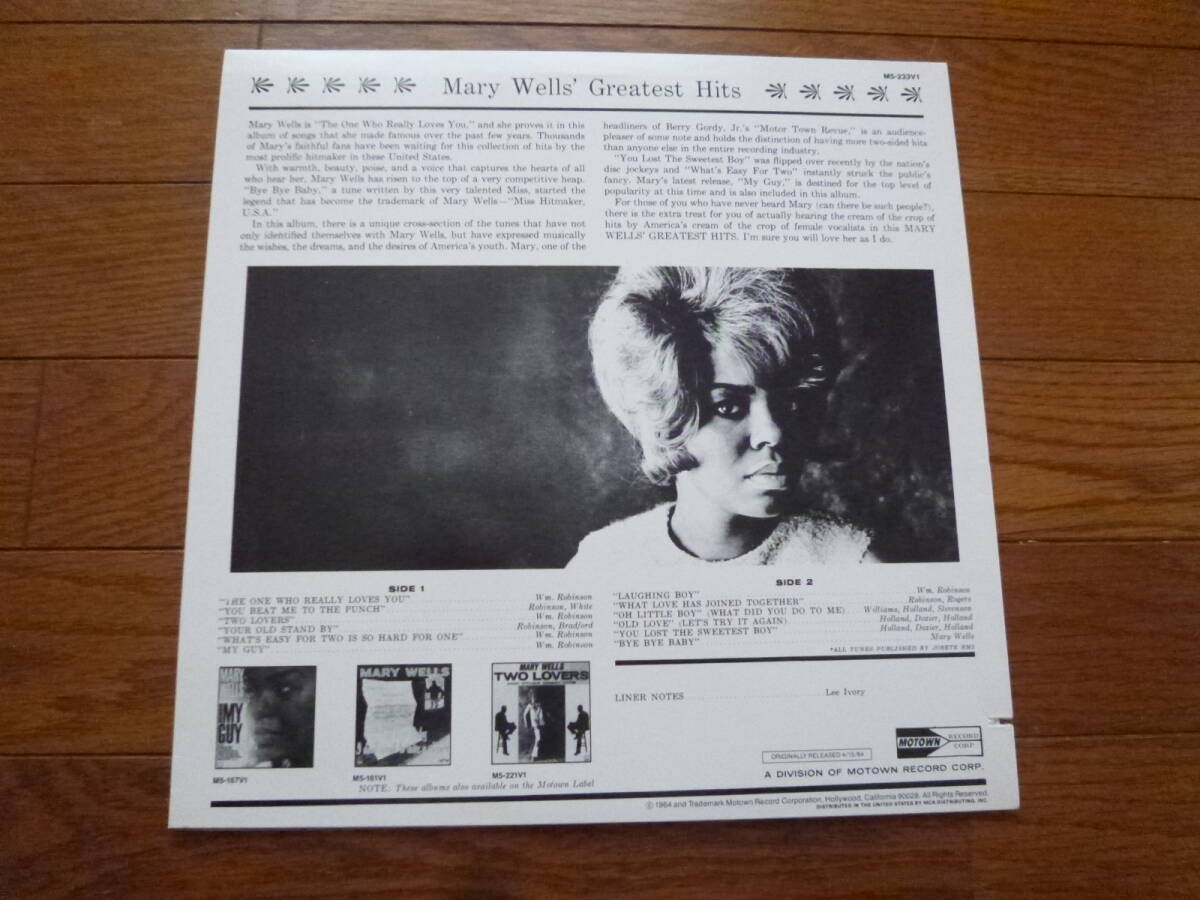 M5-233V1
Mary Wells' Greatest Hits
Mary Wells is "The One Who Really Loves You," and she proves it in this
album of songs that she made famous over the past few years. Thousands
of Mary's faithful fans have been waiting for this collection of hits by the
most prolific hitmaker in these United States.
With warmth, beauty, poise, and a voice that captures the hearts of all
who hear her, Mary Wells has risen to the top of a very competitive heap.
"Bye Bye Baby," a tune written by this very talented Miss, started the
legend that has become the trademark of Mary Wells—"Miss Hitmaker,
U.S.A."
In this album, there is a unique cross-section of the tunes that have not
only identified themselves with Mary Wells, but have expressed musically
the wishes, the dreams, and the desires of America's youth. Mary, one of the
headliners of Berry Gordy, Jr.'s "Motor Town Revue," is an audience-
pleaser of some note and holds the distinction of having more two-sided hits
than anyone else in the entire recording industry.
"You Lost The Sweetest Boy" was flipped over recently by the nation's
disc jockeys and "What's Easy For Two" instantly struck the public's
fancy. Mary's latest release, "My Guy," is destined for the top level of
popularity at this time and is also included in this album.
For those of you who have never heard Mary (can there be such people?),
there is the extra treat for you of actually hearing the cream of the crop of
hits by America's cream of the crop of female vocalists in this MARY
WELLS' GREATEST HITS. I'm sure you will love her as I do.
SIDE 1
"THE ONE WHO REALLY LOVES YOU" Wm. Robinson
"YOU BEAT ME TO THE PUNCH" Robinson, White
"TWO LOVERS" Wm. Robinson
"YOUR OLD STAND BY" Robinson, Bradford
"WHAT'S EASY FOR TWO IS SO HARD FOR ONE" Wm. Robinson
"MY GUY" Wm. Robinson
SIDE 2
"LAUGHING BOY" Wm. Robinson
"WHAT LOVE HAS JOINED TOGETHER" Robinson, Rogers
"OH LITTLE BOY" (WHAT DID YOU DO TO ME) Williams, Holland, Stevenson
"OLD LOVE" (LET'S TRY IT AGAIN) Holland, Dozier, Holland
"YOU LOST THE SWEETEST BOY" Holland, Dozier, Holland
"BYE BYE BABY" Mary Wells
*ALL TUNES PUBLISHED BY JOBETE BMI
MARY
WELLS
MY
GUY
M5-167V1
MARY WELLS
M5-161V1
MARY WELLS
TWO LOVERS
M5-221V1
NOTE: These albums also available on the Motown Label
LINER NOTES Lee Ivory
ORIGINALLY RELEASED 4/15/64
MOTOWN RECORD
CORP.
A DIVISION OF MOTOWN RECORD CORP.
© 1964 and Trademark Motown Record Corporation, Hollywood, California 90028. All Rights Reserved.
DISTRIBUTED IN THE UNITED STATES BY MCA DISTRIBUTING, INC.